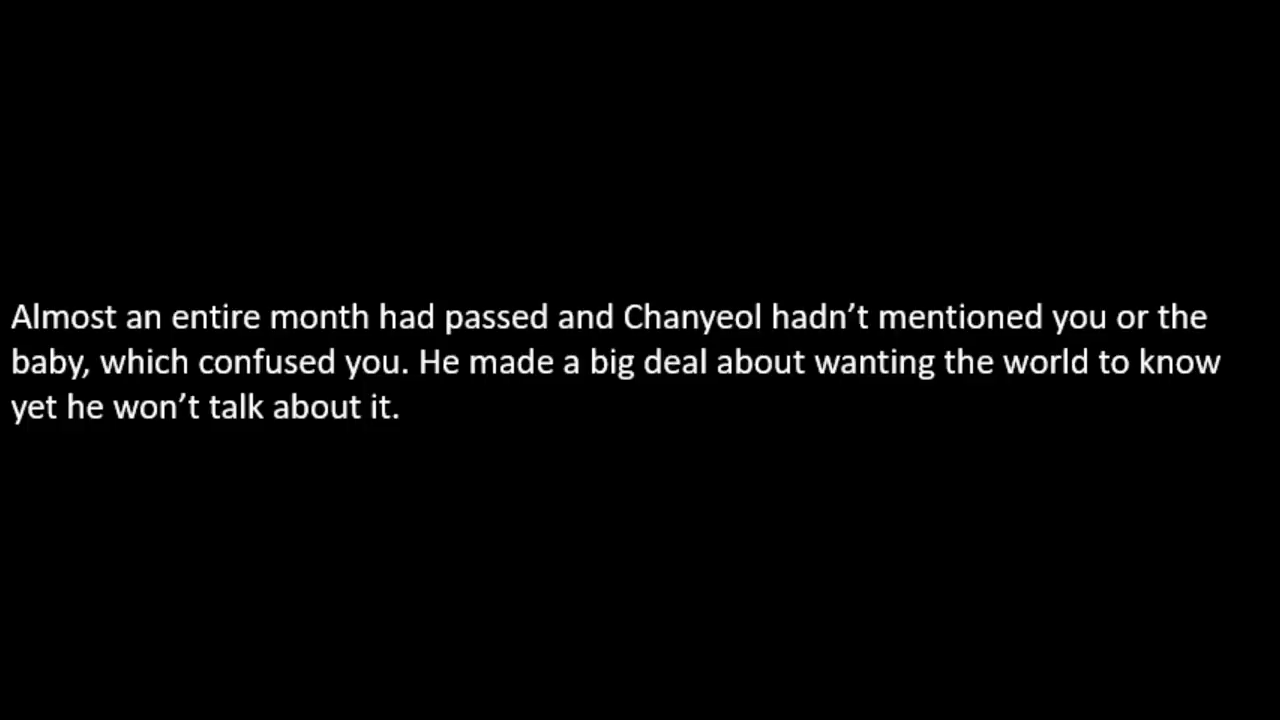 Almost an entire month had passed and Chanyeol hadn’t mentioned you or the
baby, which confused you. He made a big deal about wanting the world to know
yet he won’t talk about it.